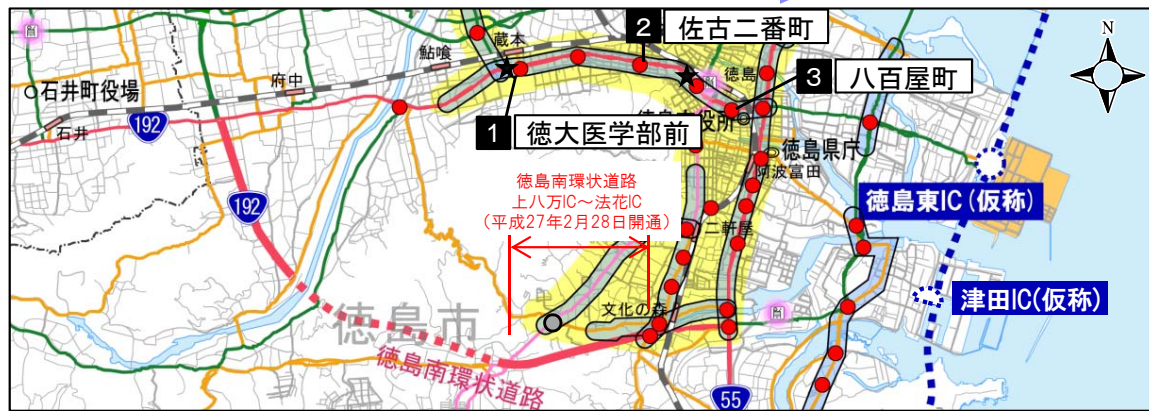 2 佐古二番町
蔵本
鮎喰
府中
石井町役場
石井
192
1 徳大医学部前
徳島
3 八百屋町
役所
徳島県庁
阿波富田
徳島南環状道路
上八万IC～法花IC
(平成27年2月28日開通)
192
二軒屋
徳島東IC(仮称)
津田IC(仮称)
文化の森
徳島市
徳島南環状道路
55
N